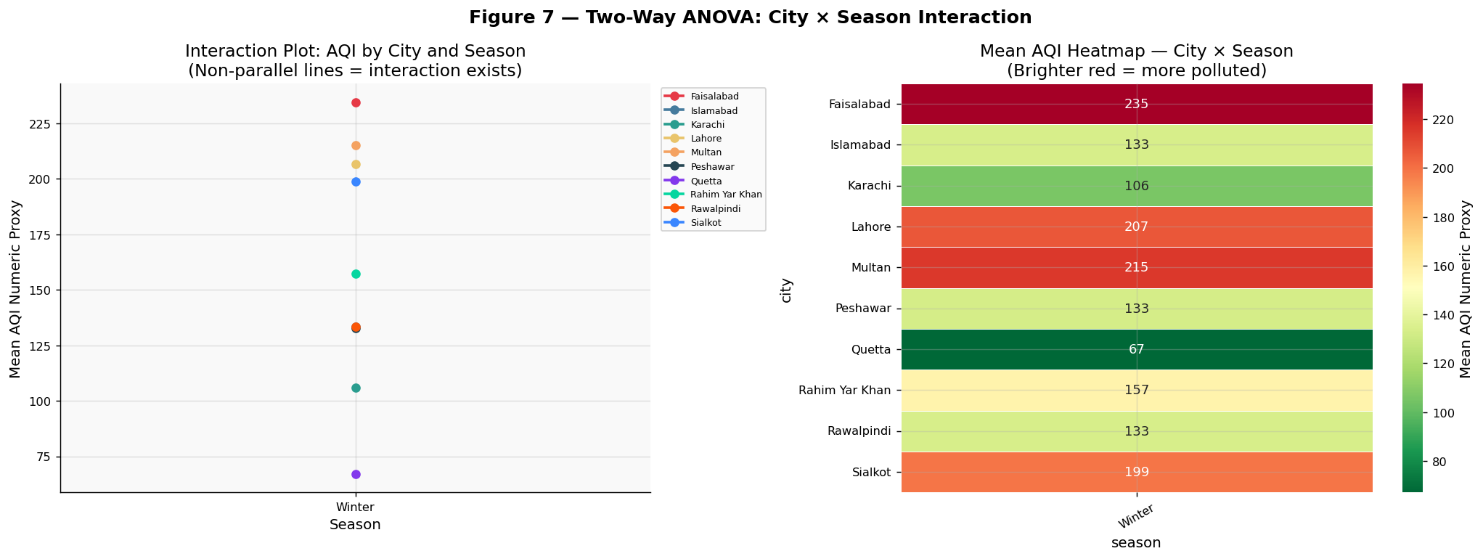 Figure 7 — Two-Way ANOVA: City × Season Interaction
Interaction Plot: AQI by City and Season
(Non-parallel lines = interaction exists)
Mean AQI Numeric Proxy
225
200
175
150
125
100
75
Winter
Season
Faisalabad
Islamabad
Karachi
Lahore
Multan
Peshawar
Quetta
Rahim Yar Khan
Rawalpindi
Sialkot
Mean AQI Heatmap — City × Season
(Brighter red = more polluted)
city
Faisalabad 235
Islamabad 133
Karachi 106
Lahore 207
Multan 215
Peshawar 133
Quetta 67
Rahim Yar Khan 157
Rawalpindi 133
Sialkot 199
Winter
season
220
200
180
160
140
120
100
80
Mean AQI Numeric Proxy